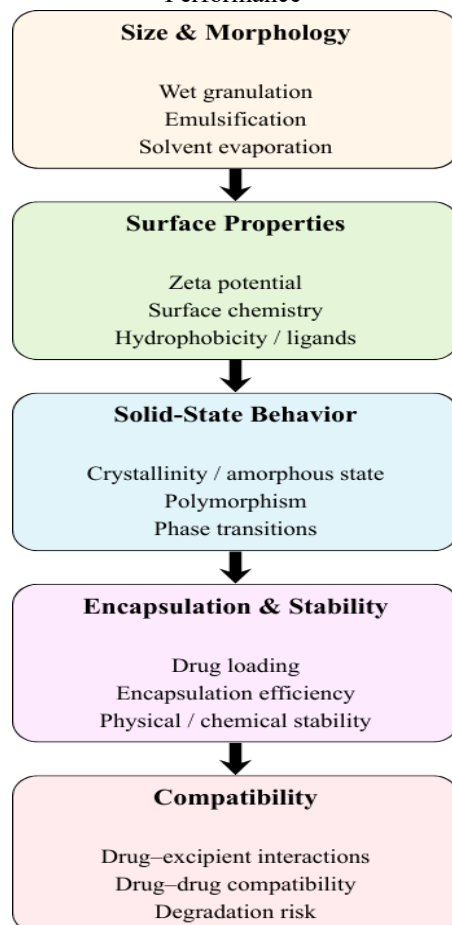 Performance
Size & Morphology
Wet granulation
Emulsification
Solvent evaporation
Surface Properties
Zeta potential
Surface chemistry
Hydrophobicity / ligands
Solid-State Behavior
Crystallinity / amorphous state
Polymorphism
Phase transitions
Encapsulation & Stability
Drug loading
Encapsulation efficiency
Physical / chemical stability
Compatibility
Drug–excipient interactions
Drug–drug compatibility
Degradation risk